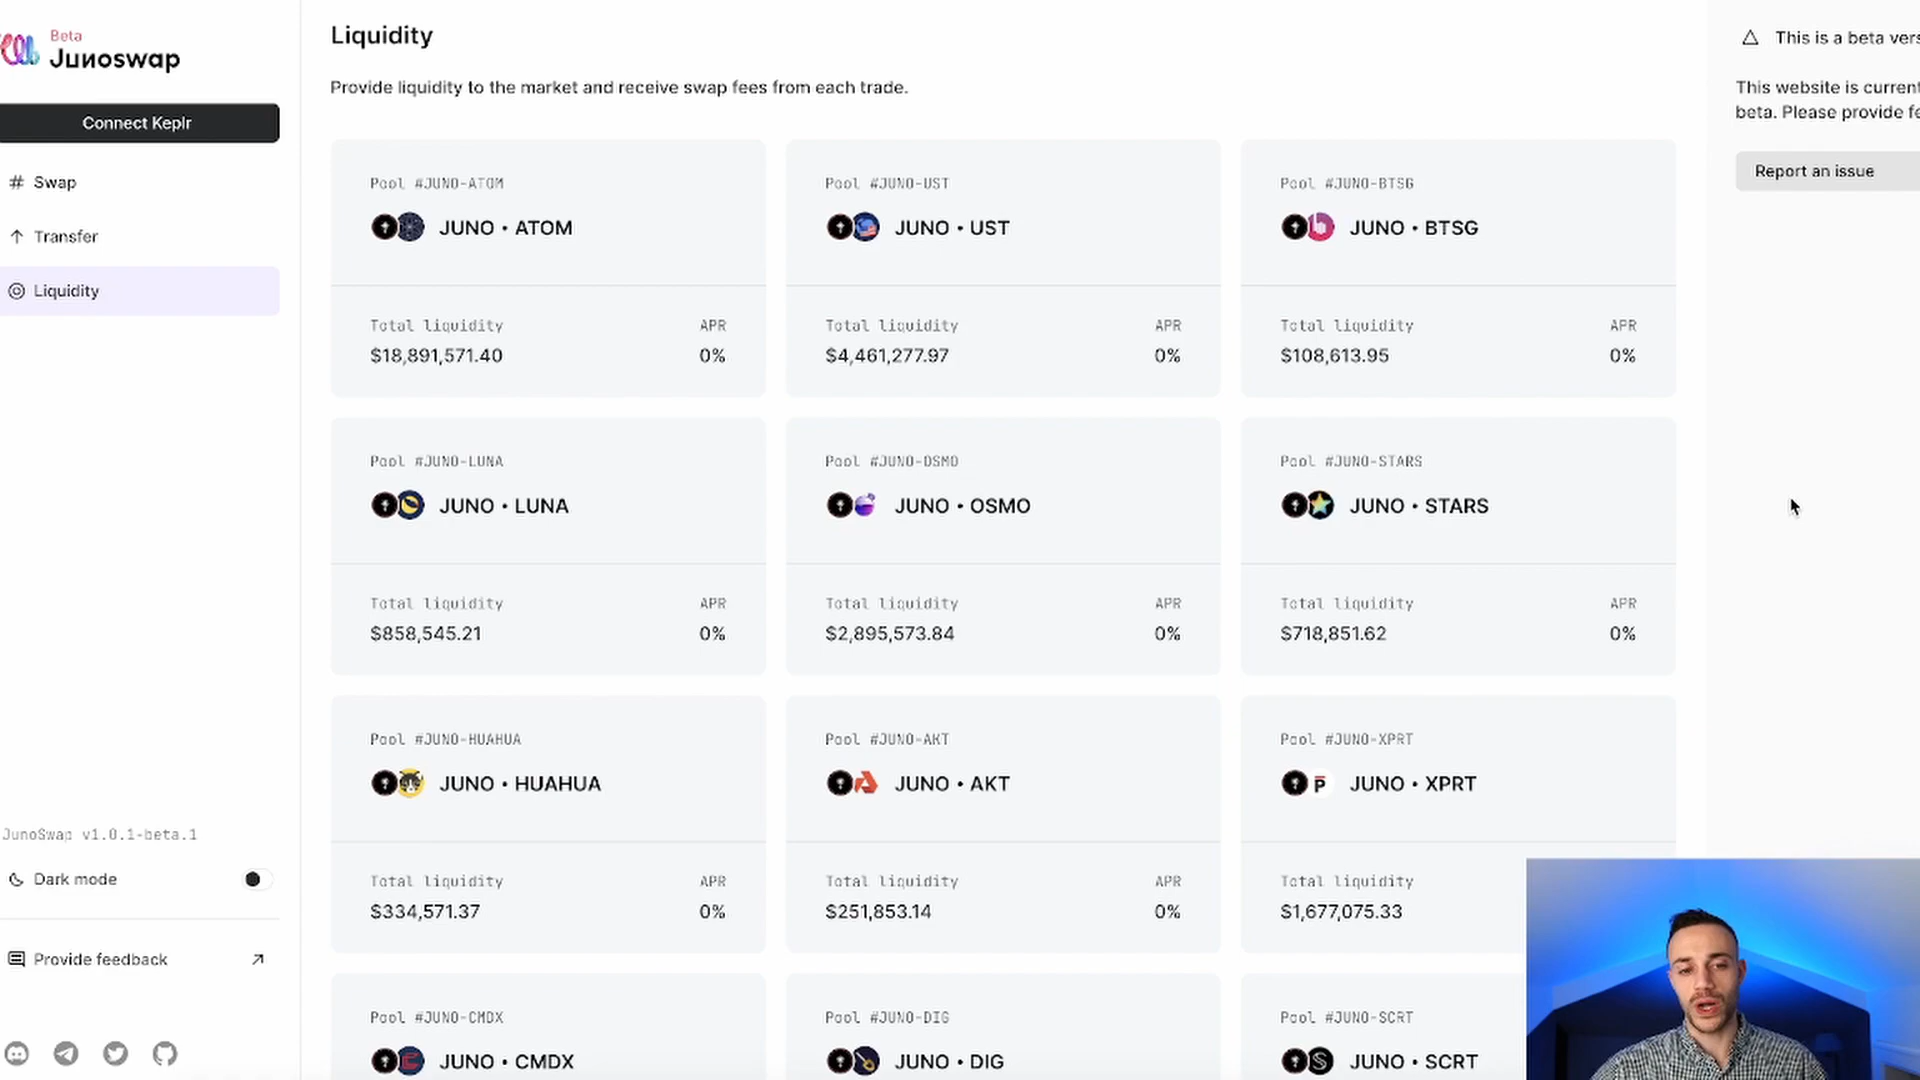 Beta
Junoswap
Connect Keplr
Swap
Transfer
Liquidity
JunoSwap v1.0.1-beta.1
Dark mode
Provide feedback
Liquidity
Provide liquidity to the market and receive swap fees from each trade.
Pool #JUNO-ATOM
JUNO • ATOM
Total liquidity APR
$18,891,571.40 0%
Pool #JUNO-UST
JUNO • UST
Total liquidity APR
$4,461,277.97 0%
Pool #JUNO-BTSG
JUNO • BTSG
Total liquidity APR
$108,613.95 0%
Pool #JUNO-LUNA
JUNO • LUNA
Total liquidity APR
$858,545.21 0%
Pool #JUNO-OSMO
JUNO • OSMO
Total liquidity APR
$2,895,573.84 0%
Pool #JUNO-STARS
JUNO • STARS
Total liquidity APR
$718,851.62 0%
Pool #JUNO-HUAHUA
JUNO • HUAHUA
Total liquidity APR
$334,571.37 0%
Pool #JUNO-AKT
JUNO • AKT
Total liquidity APR
$251,853.14 0%
Pool #JUNO-XPRT
P JUNO • XPRT
Total liquidity
$1,677,075.33
Pool #JUNO-CMDX
JUNO • CMDX
Pool #JUNO-DIG
JUNO • DIG
Pool #JUNO-SCRT
S JUNO • SCRT
This is a beta vers
This website is current
beta. Please provide fe
Report an issue